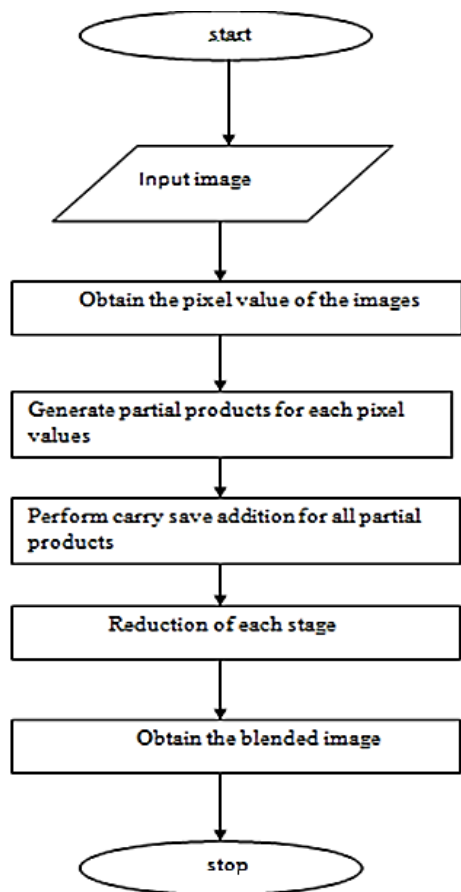 start
Input image
Obtain the pixel value of the images
Generate partial products for each pixel
values
Perform carry save addition for all partial
products
Reduction of each stage
Obtain the blended image
stop